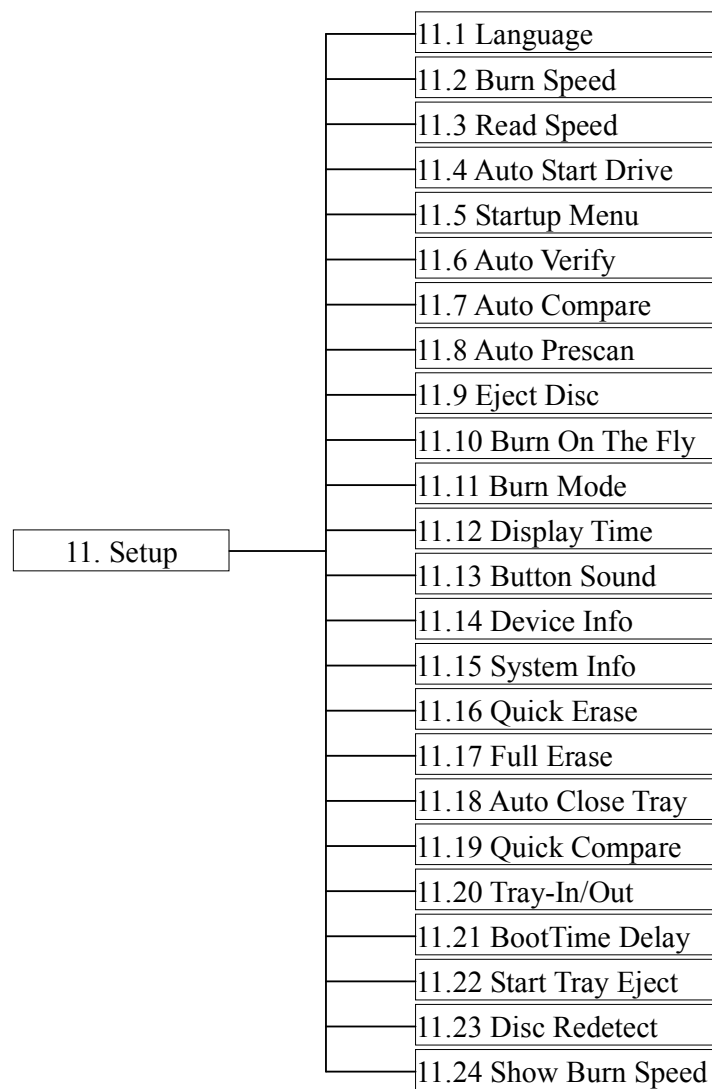 11.1 Language
11.2 Burn Speed
11.3 Read Speed
11.4 Auto Start Drive
11.5 Startup Menu
11.6 Auto Verify
11.7 Auto Compare
11.8 Auto Prescan
11.9 Eject Disc
11.10 Burn On The Fly
11.11 Burn Mode
11. Setup
11.12 Display Time
11.13 Button Sound
11.14 Device Info
11.15 System Info
11.16 Quick Erase
11.17 Full Erase
11.18 Auto Close Tray
11.19 Quick Compare
11.20 Tray-In/Out
11.21 BootTime Delay
11.22 Start Tray Eject
11.23 Disc Redetect
11.24 Show Burn Speed